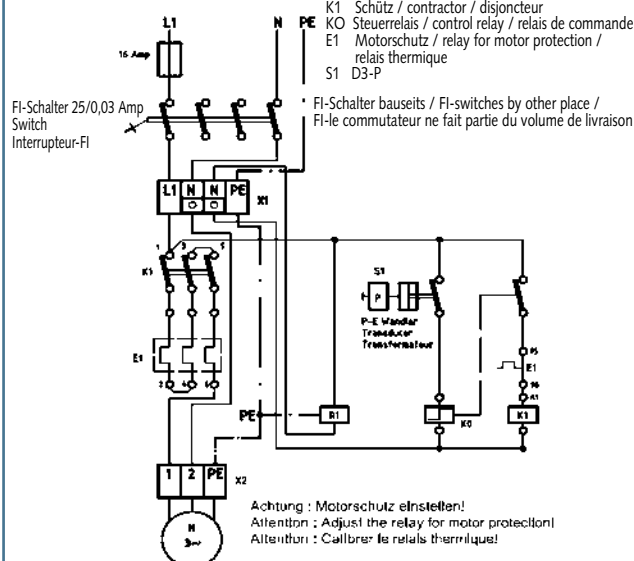 K1 Schütz / contractor / disjoncteur
L1 N PE KO Steuerrelais / control relay / relais de commande
E1 Motorschutz / relay for motor protection /
relais thermique
S1 D3-P
16 Amp
FI-Schalter 25/0,03 Amp
Switch
Interrupteur-FI
FI-Schalter bauseits / FI-switches by other place /
FI-le commutateur ne fait partie du volume de livraison
L1 N N PE X1
1 3 5
K1
S1
P
P-E Wandler
Transducer
Transformateur
E1
95
E1
96
2 4 6
A1
PE
R1
K0
K1
1 2 PE X2
M
3~
Achtung : Motorschutz einstellen!
Attention : Adjust the relay for motor protection!
Attention : Calibrer le relais thermique!